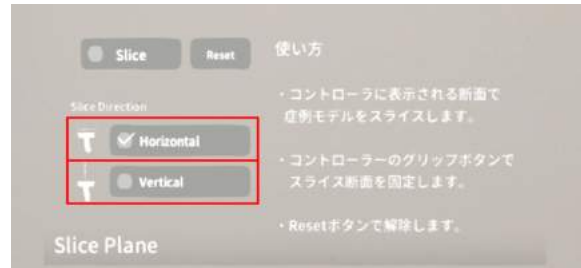 Slice
Reset
Slice Direction
Horizontal
Vertical
Slice Plane
使い方
・コントローラに表示される断面で
症例モデルをスライスします。
・コントローラーのグリップボタンで
スライス断面を固定します。
・Resetボタンで解除します。